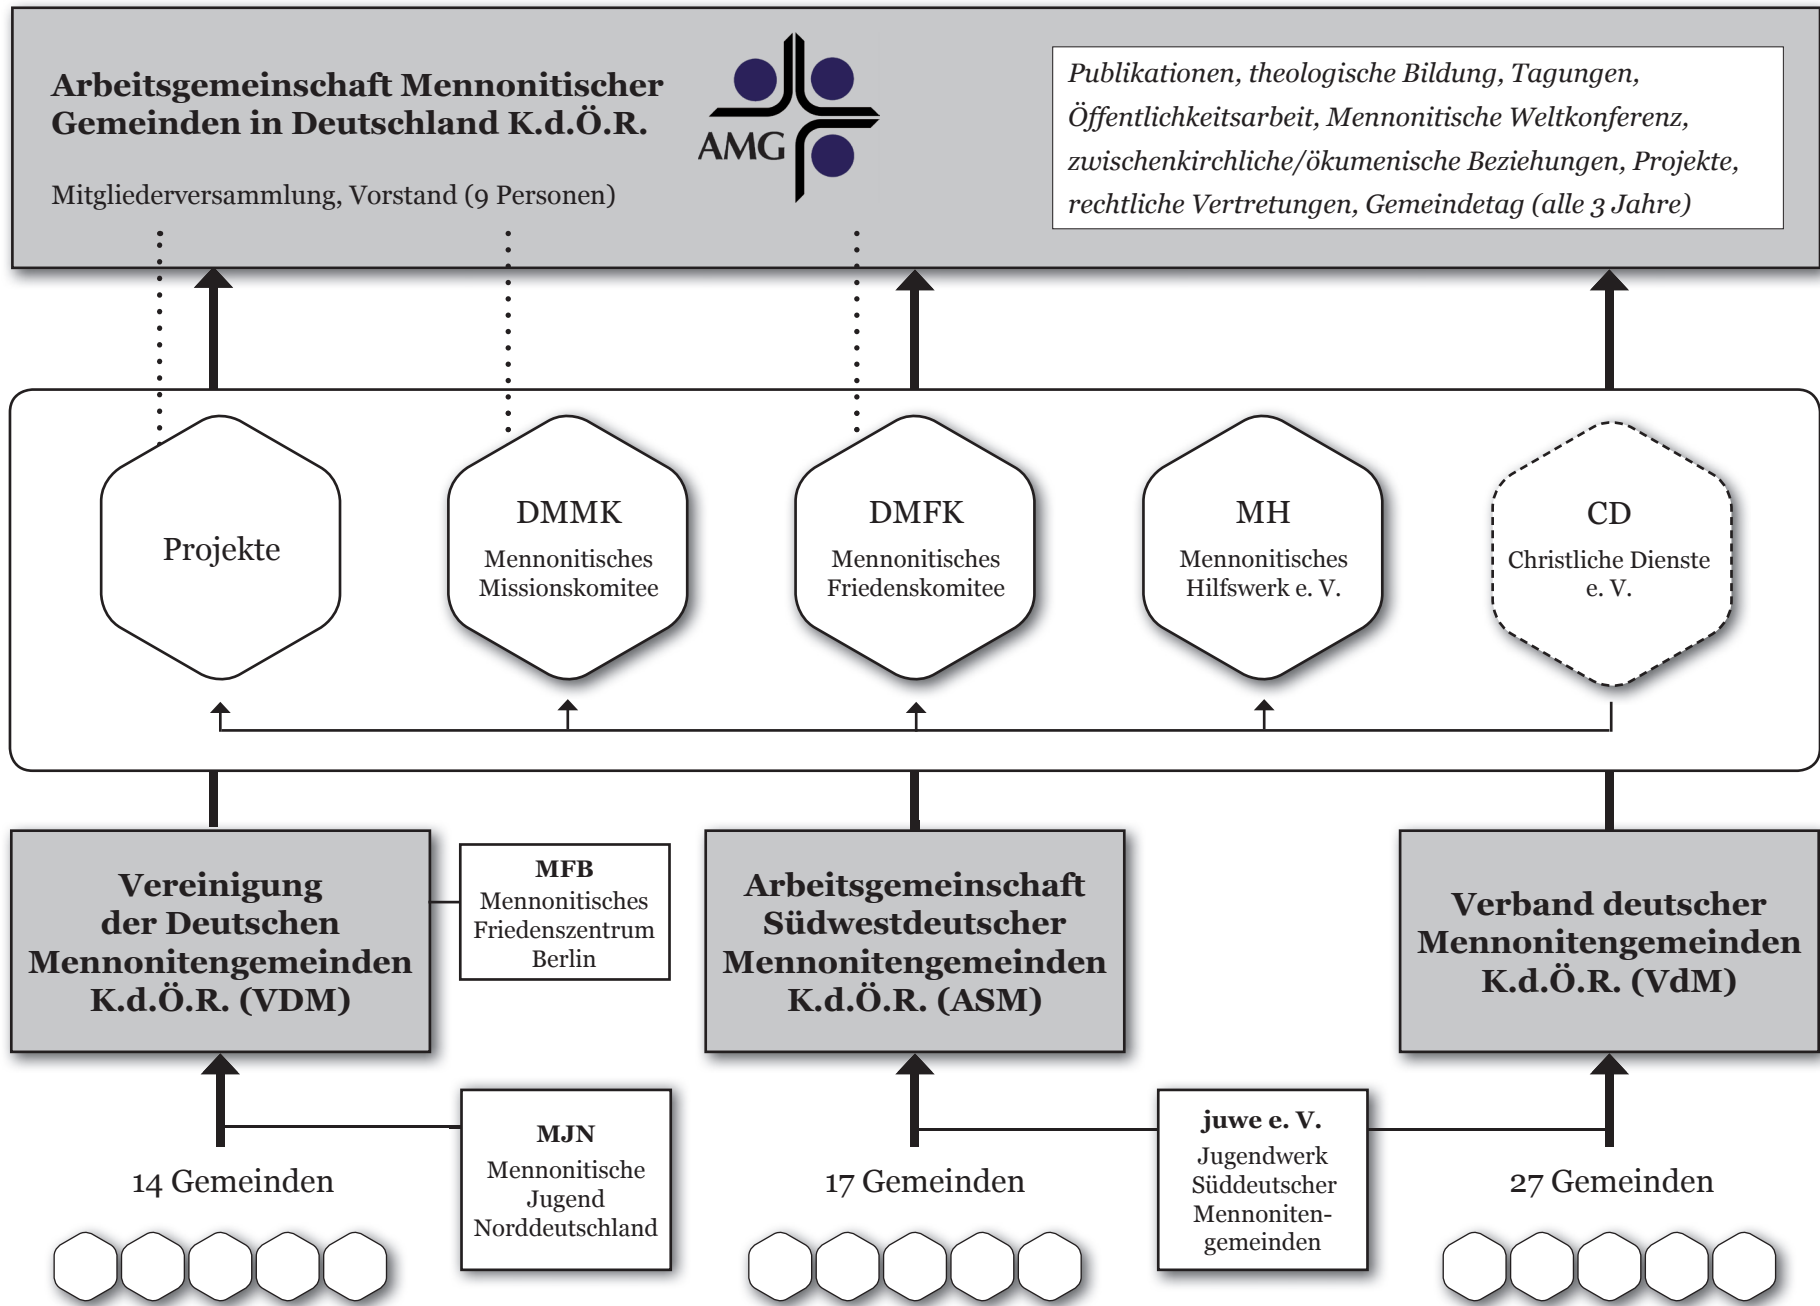 Arbeitsgemeinschaft Mennonitischer
Gemeinden in Deutschland K.d.Ö.R.
Mitgliederversammlung, Vorstand (9 Personen)
AMG
Publikationen, theologische Bildung, Tagungen,
Öffentlichkeitsarbeit, Mennonitische Weltkonferenz,
zwischenkirchliche/ökumenische Beziehungen, Projekte,
rechtliche Vertretungen, Gemeindetag (alle 3 Jahre)
Projekte
DMMK
Mennonitisches
Missionskomitee
DMFK
Mennonitisches
Friedenskomitee
MH
Mennonitisches
Hilfswerk e. V.
CD
Christliche Dienste
e. V.
Vereinigung
der Deutschen
Mennonitengemeinden
K.d.Ö.R. (VDM)
MFB
Mennonitisches
Friedenszentrum
Berlin
Arbeitsgemeinschaft
Südwestdeutscher
Mennonitengemeinden
K.d.Ö.R. (ASM)
Verband deutscher
Mennonitengemeinden
K.d.Ö.R. (VdM)
14 Gemeinden
MJN
Mennonitische
Jugend
Norddeutschland
17 Gemeinden
juwe e. V.
Jugendwerk
Süddeutscher
Mennoniten-
gemeinden
27 Gemeinden